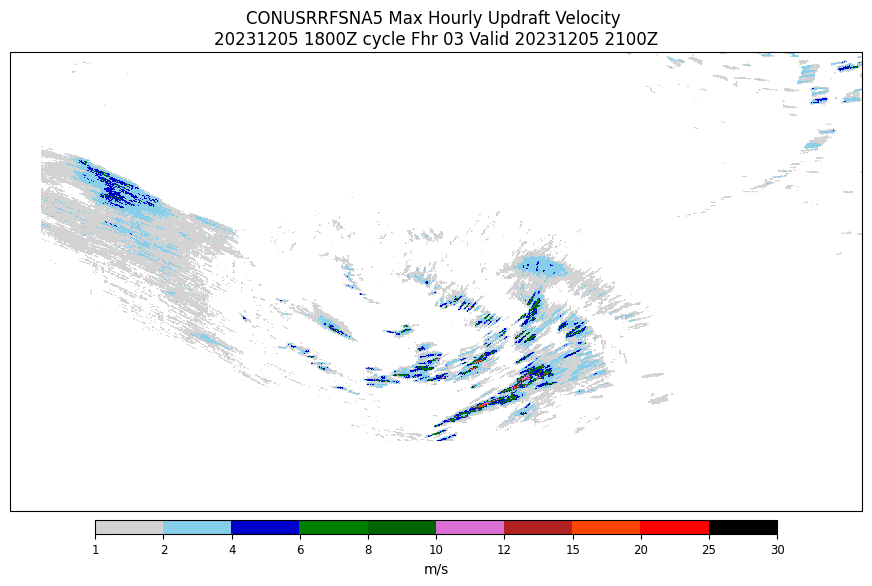 CONUSRRFSNA5 Max Hourly Updraft Velocity
20231205 1800Z cycle Fhr 03 Valid 20231205 2100Z
1 2 4 6 8 10 12 15 20 25 30
m/s